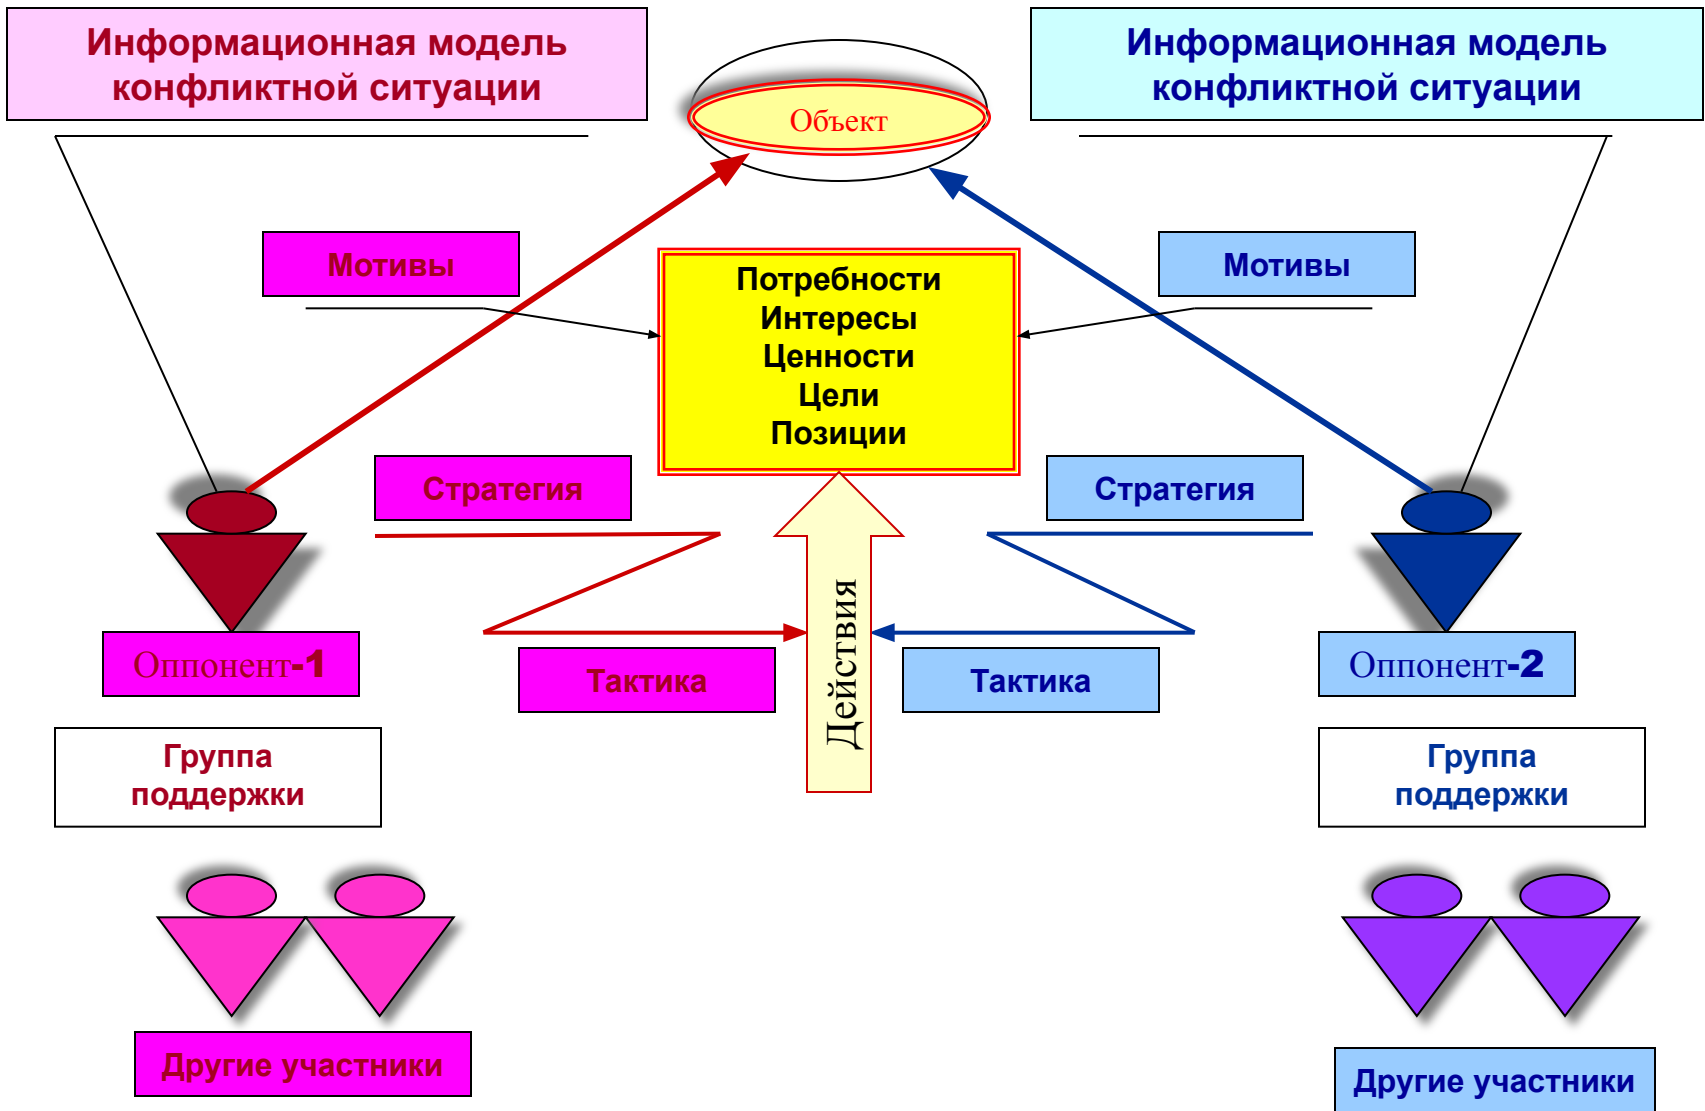 Информационная модель
конфликтной ситуации
Объект
Информационная модель
конфликтной ситуации
Мотивы
Потребности
Интересы
Ценности
Цели
Позиции
Мотивы
Стратегия
Стратегия
Оппонент-1
Тактика
Действия
Тактика
Оппонент-2
Группа
поддержки
Группа
поддержки
Другие участники
Другие участники